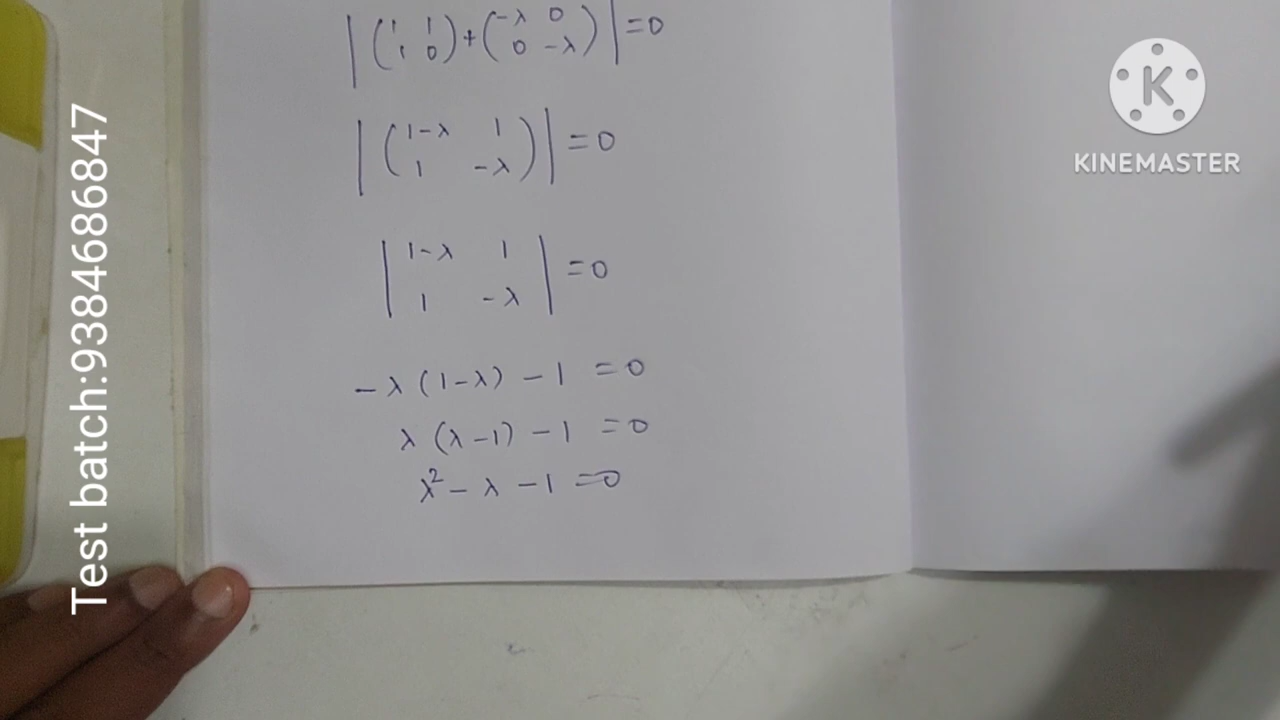 |(1 1
1 0)+(-λ 0
0 -λ)|=0
|(1-λ 1
1 -λ)|=0
|1-λ 1
1 -λ|=0
-λ(1-λ)-1=0
λ(λ-1)-1=0
λ²-λ-1=0
Test batch:9384686847
K
KINEMASTER